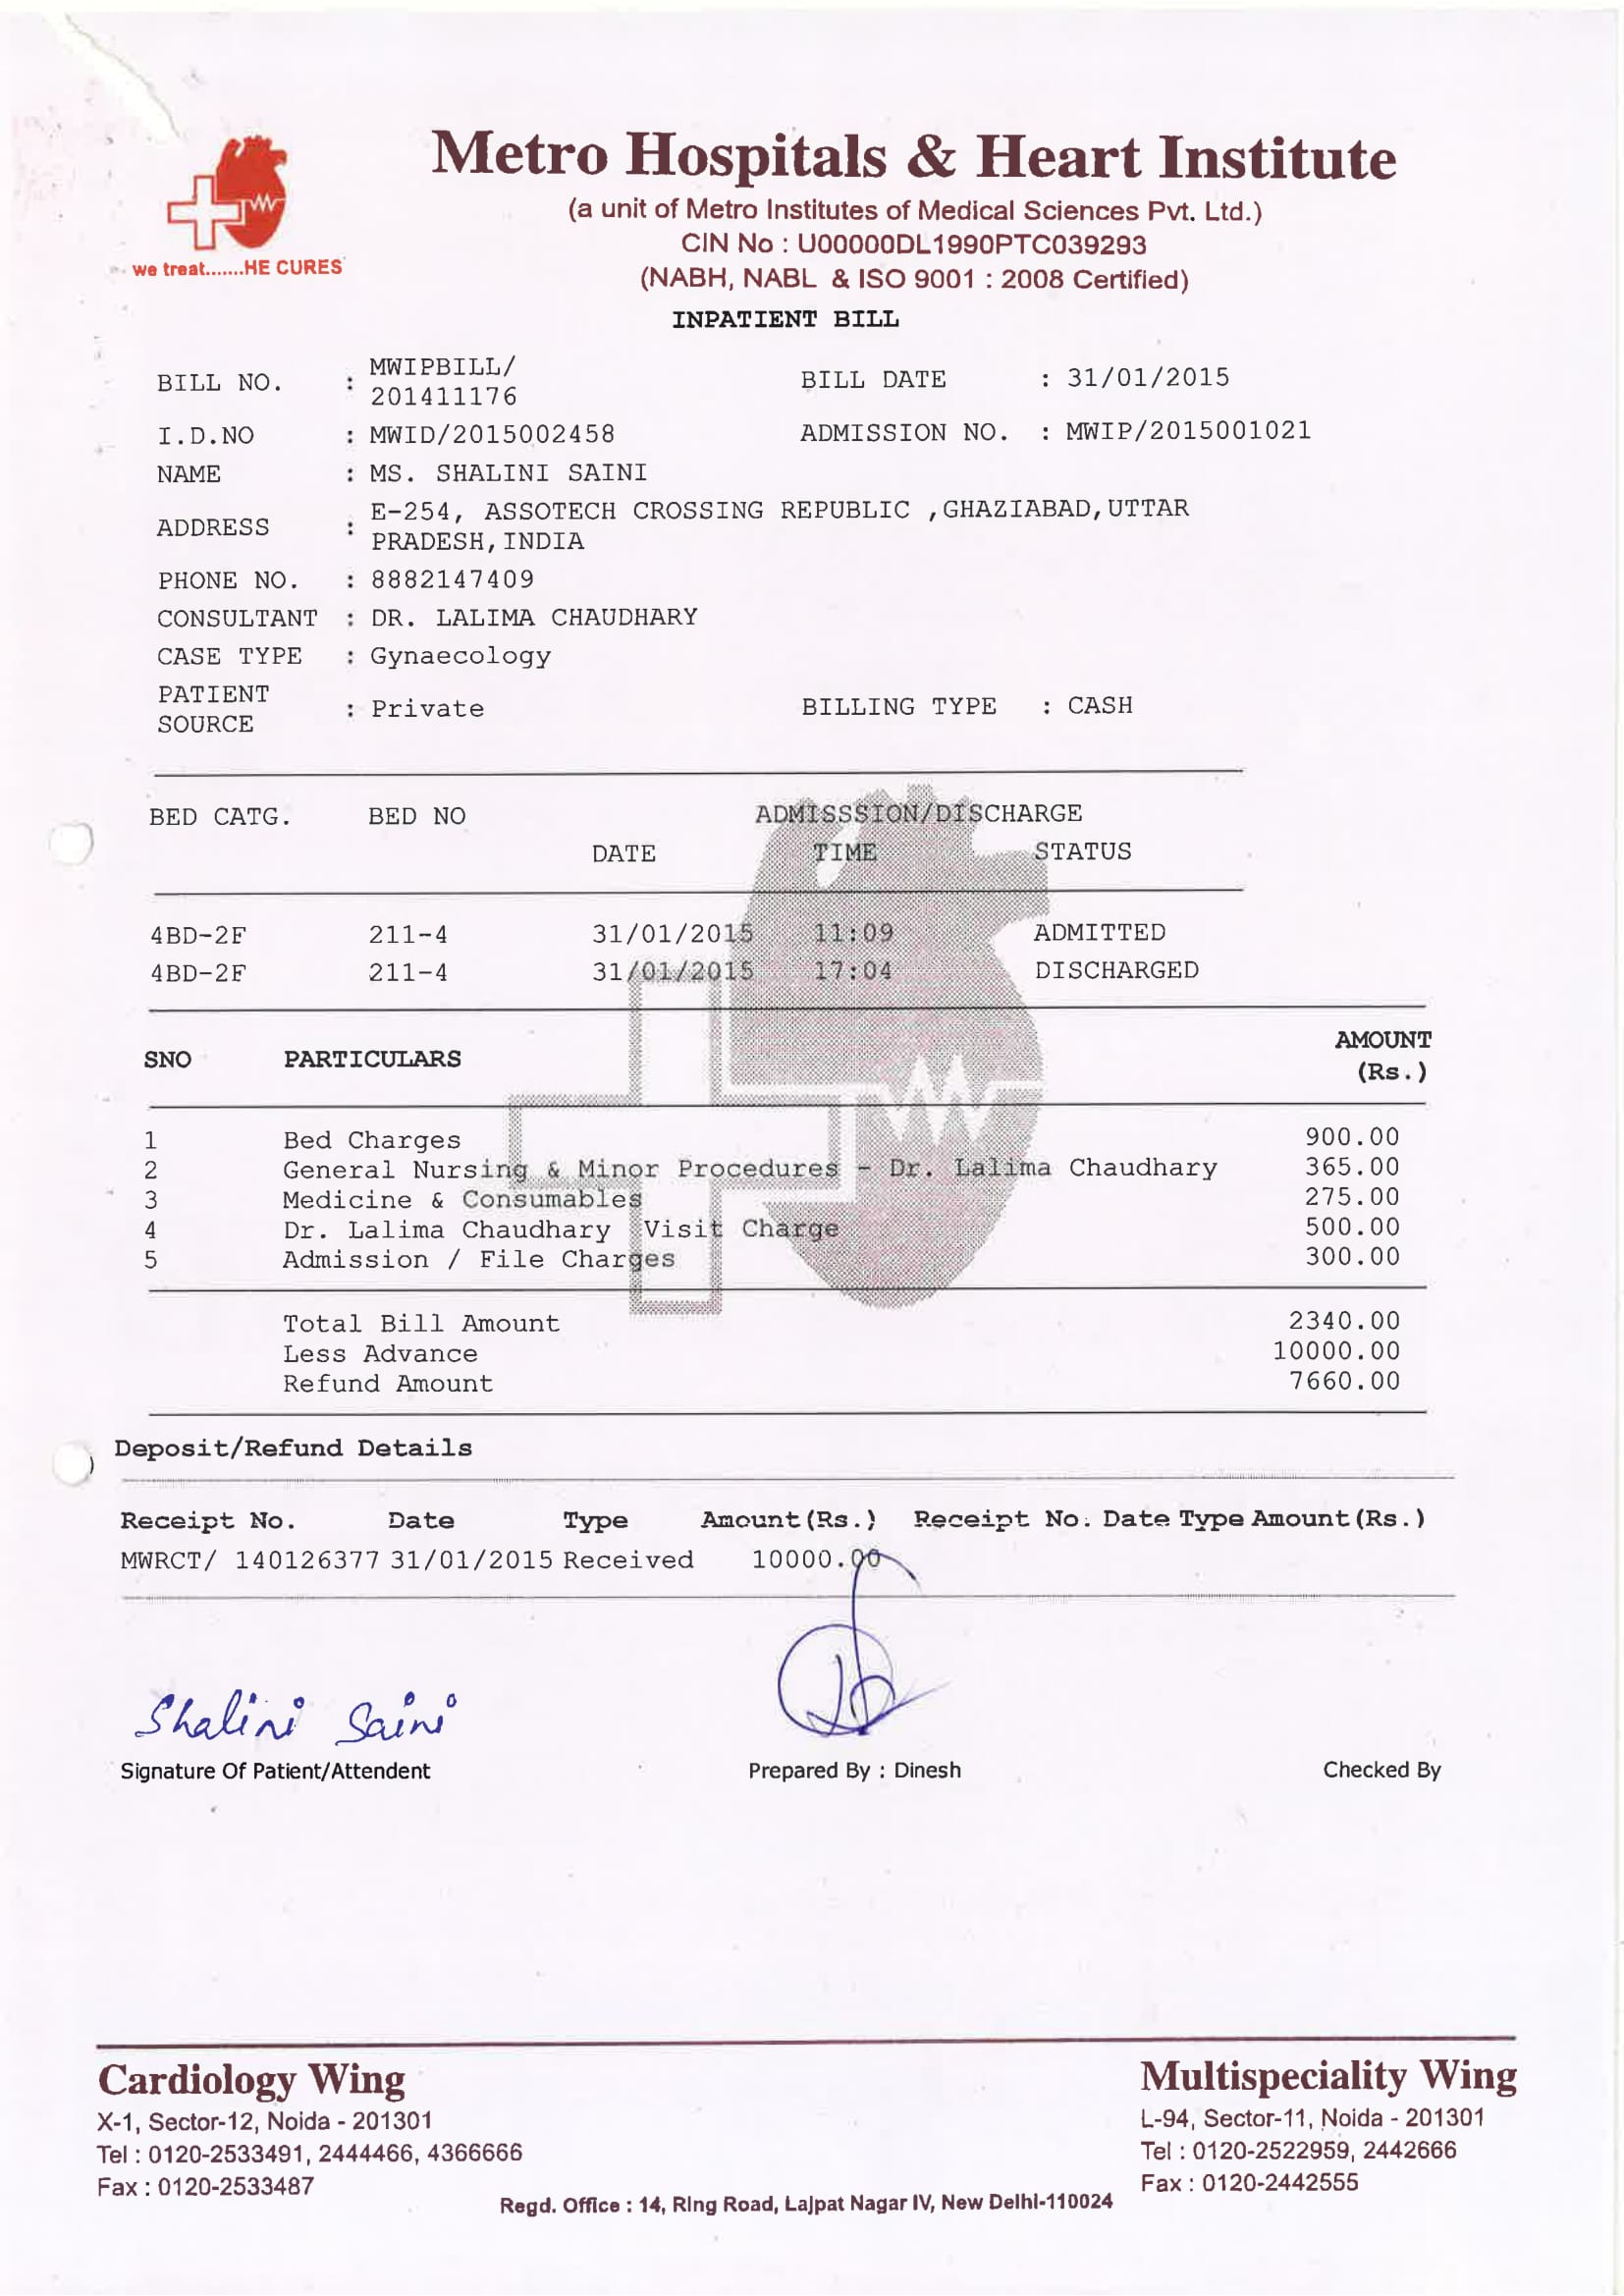 Metro Hospitals & Heart Institute
(a unit of Metro Institutes of Medical Sciences Pvt. Ltd.)
CIN No : U00000DL1990PTC039293
(NABH, NABL & ISO 9001 : 2008 Certified)
we treat.......HE CURES
INPATIENT BILL
BILL NO. : MWIPBILL/ 201411176 BILL DATE : 31/01/2015
I.D.NO : MWID/2015002458 ADMISSION NO. : MWIP/2015001021
NAME : MS. SHALINI SAINI
ADDRESS : E-254, ASSOTECH CROSSING REPUBLIC ,GHAZIABAD,UTTAR
PRADESH,INDIA
PHONE NO. : 8882147409
CONSULTANT : DR. LALIMA CHAUDHARY
CASE TYPE : Gynaecology
PATIENT SOURCE : Private BILLING TYPE : CASH
BED CATG. BED NO ADMISSSION/DISCHARGE
DATE TIME STATUS
4BD-2F 211-4 31/01/2015 11:09 ADMITTED
4BD-2F 211-4 31/01/2015 17:04 DISCHARGED
SNO PARTICULARS AMOUNT (Rs.)
1 Bed Charges 900.00
2 General Nursing & Minor Procedures - Dr. Lalima Chaudhary 365.00
3 Medicine & Consumables 275.00
4 Dr. Lalima Chaudhary Visit Charge 500.00
5 Admission / File Charges 300.00
Total Bill Amount 2340.00
Less Advance 10000.00
Refund Amount 7660.00
Deposit/Refund Details
Receipt No. Date Type Amount(Rs.) Receipt No. Date Type Amount(Rs.)
MWRCT/ 140126377 31/01/2015 Received 10000.00
Shalini Saini
Signature Of Patient/Attendent Prepared By : Dinesh Checked By
Cardiology Wing
X-1, Sector-12, Noida - 201301
Tel : 0120-2533491, 2444466, 4366666
Fax : 0120-2533487
Multispeciality Wing
L-94, Sector-11, Noida - 201301
Tel : 0120-2522959, 2442666
Fax : 0120-2442555
Regd. Office : 14, Ring Road, Lajpat Nagar IV, New Delhi-110024